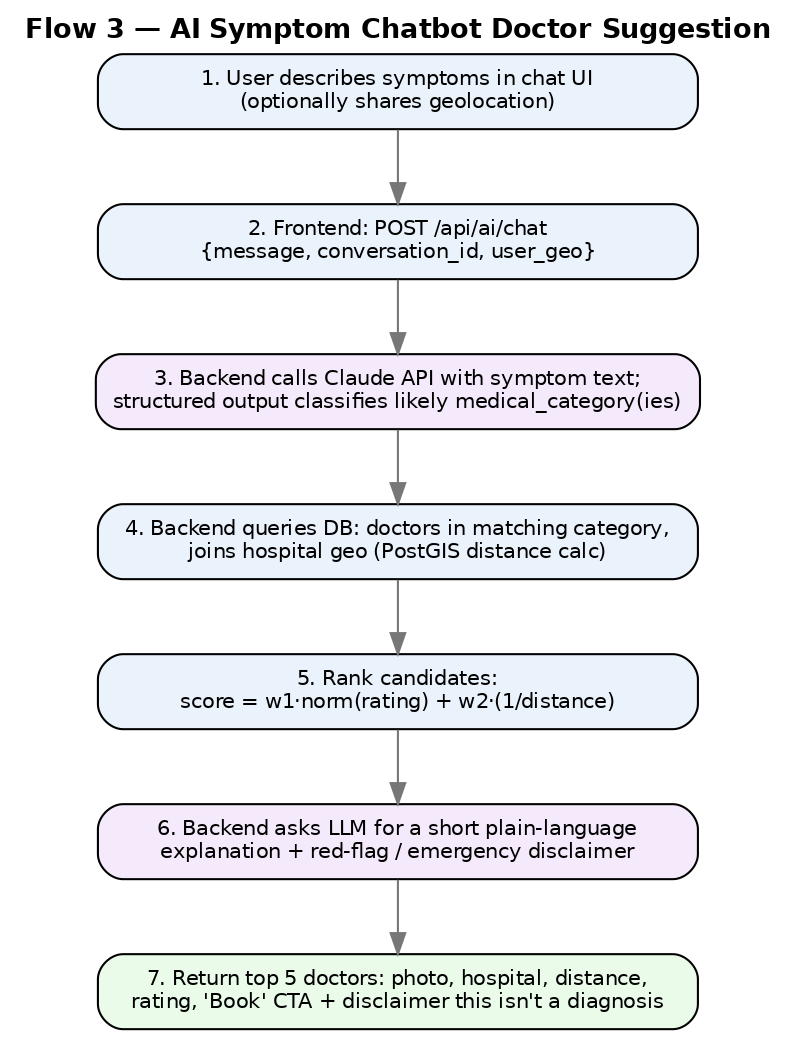 Flow 3 — AI Symptom Chatbot Doctor Suggestion
1. User describes symptoms in chat UI
(optionally shares geolocation)
2. Frontend: POST /api/ai/chat
{message, conversation_id, user_geo}
3. Backend calls Claude API with symptom text;
structured output classifies likely medical_category(ies)
4. Backend queries DB: doctors in matching category,
joins hospital geo (PostGIS distance calc)
5. Rank candidates:
score = w1·norm(rating) + w2·(1/distance)
6. Backend asks LLM for a short plain-language
explanation + red-flag / emergency disclaimer
7. Return top 5 doctors: photo, hospital, distance,
rating, 'Book' CTA + disclaimer this isn't a diagnosis